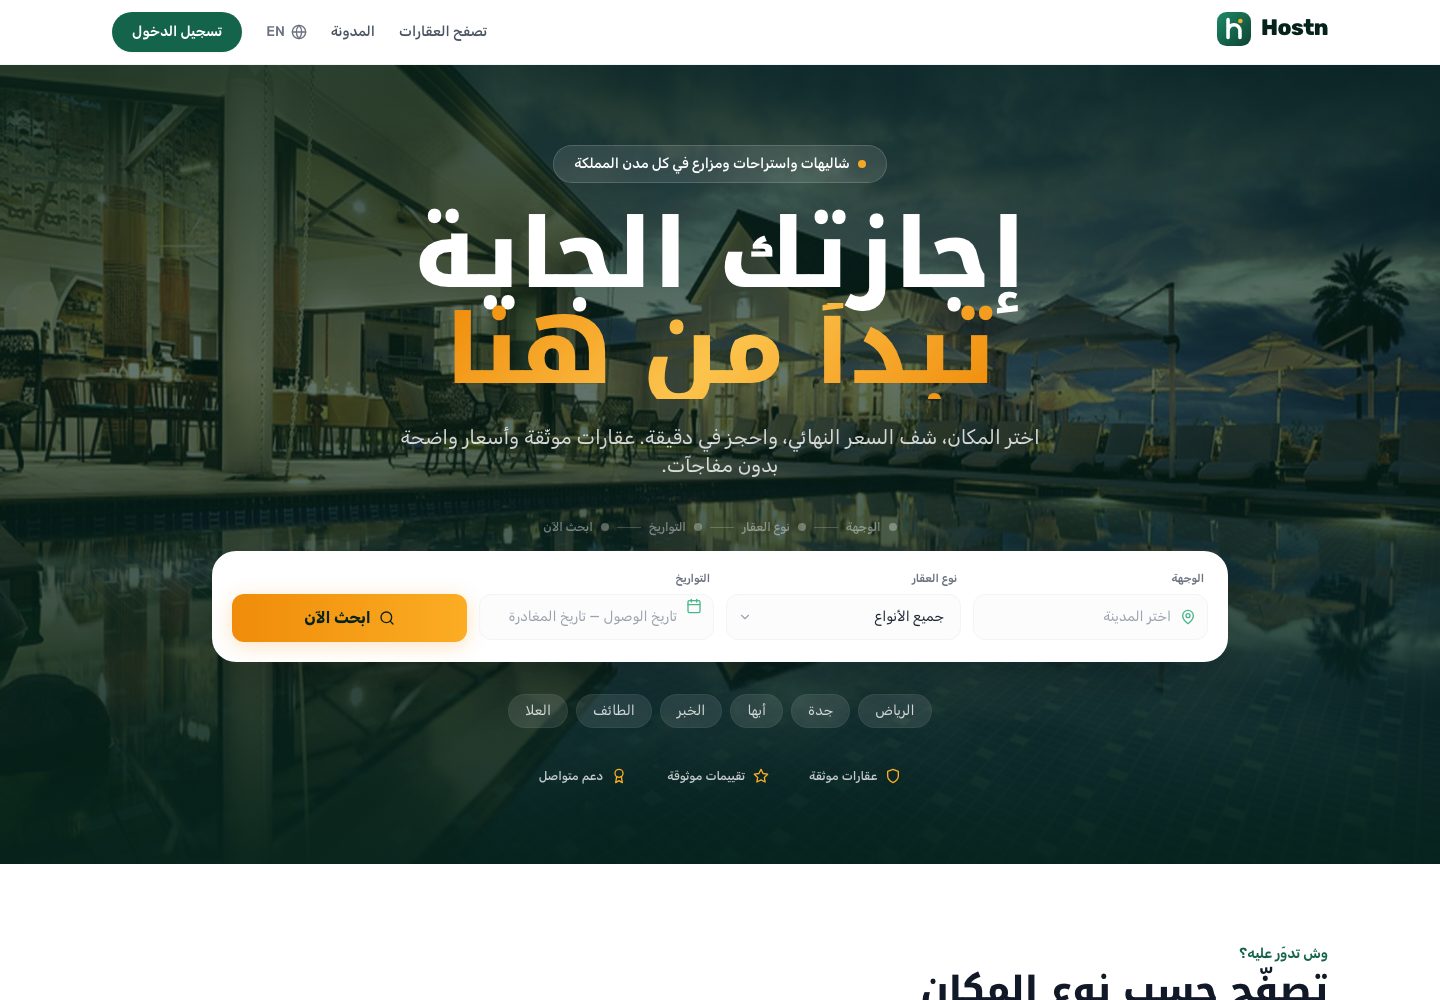 Hostn
تصفح العقارات
المدونة
EN
تسجيل الدخول
شاليهات واستراحات ومزارع في كل مدن المملكة
إجازتك الجاية
تبدأ من هنا
اختر المكان، شف السعر النهائي، واحجز في دقيقة. عقارات موثّقة وأسعار واضحة
بدون مفاجآت.
الوجهة
نوع العقار
التواريخ
ابحث الآن
الوجهة
نوع العقار
التواريخ
اختر المدينة
جميع الأنواع
تاريخ الوصول – تاريخ المغادرة
ابحث الآن
الرياض
جدة
أبها
الخبر
الطائف
العلا
عقارات موثقة
تقييمات موثوقة
دعم متواصل
وش تدوّر عليه؟
تصفّح حسب نوع المكان